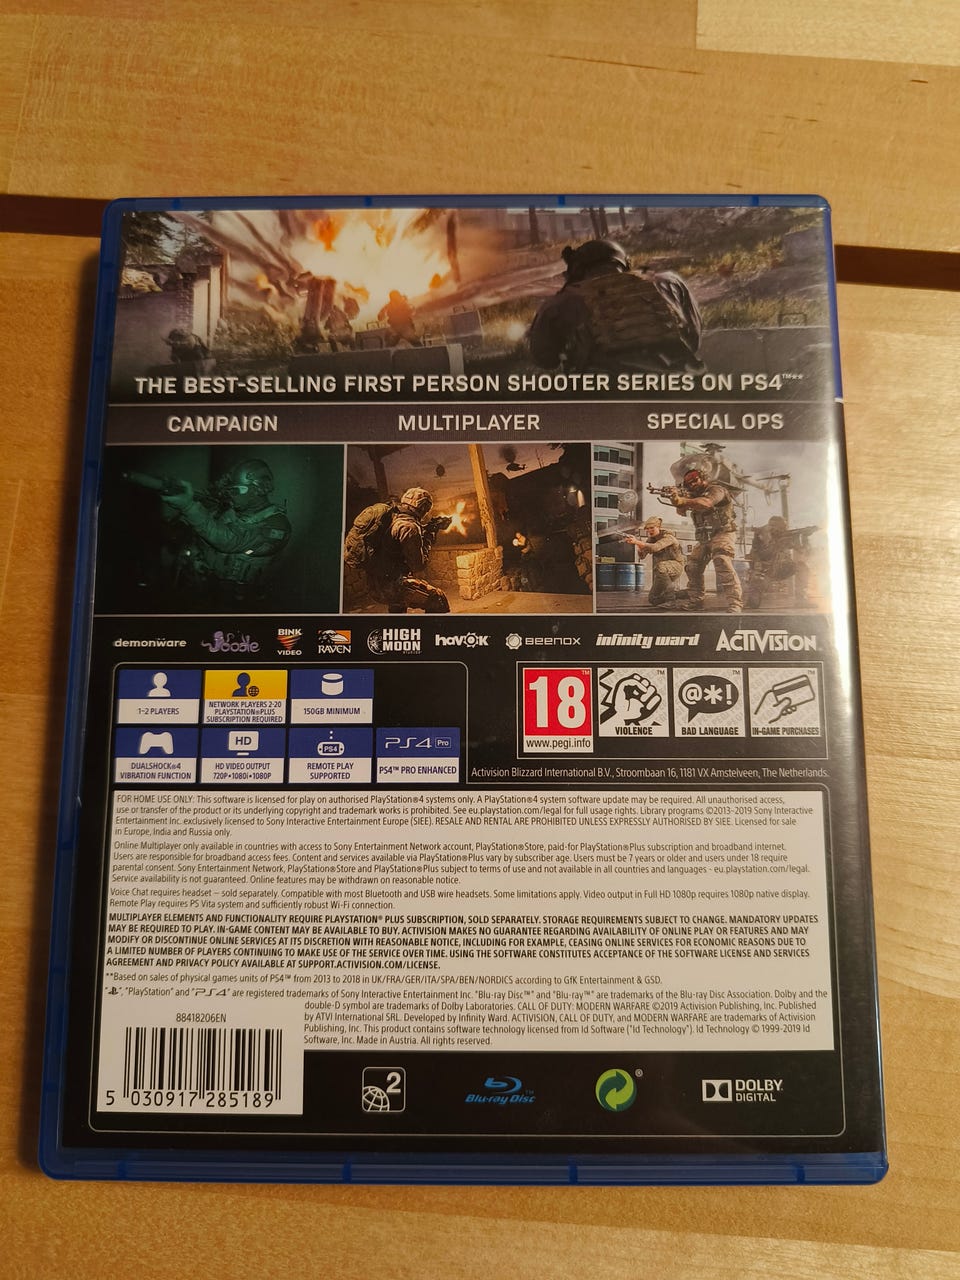 THE BEST-SELLING FIRST PERSON SHOOTER SERIES ON PS4™**
CAMPAIGN
MULTIPLAYER
SPECIAL OPS
demonware
oodle
BINK VIDEO
RAVEN
HIGH MOON STUDIOS
havok
BEENOX
infinity ward
ACTIVISION
1-2 PLAYERS
NETWORK PLAYERS 2-20
PLAYSTATION®PLUS
SUBSCRIPTION REQUIRED
150GB MINIMUM
DUALSHOCK®4
VIBRATION FUNCTION
HD
HD VIDEO OUTPUT
720P•1080i•1080P
PS4
REMOTE PLAY
SUPPORTED
PS4 Pro
PS4™ PRO ENHANCED
18
www.pegi.info
™
VIOLENCE
™
@*!
BAD LANGUAGE
™
IN-GAME PURCHASES
Activision Blizzard International B.V., Stroombaan 16, 1181 VX Amstelveen, The Netherlands.
FOR HOME USE ONLY: This software is licensed for play on authorised PlayStation®4 systems only. A PlayStation®4 system software update may be required. All unauthorised access,
use or transfer of the product or its underlying copyright and trademark works is prohibited. See eu.playstation.com/legal for full usage rights. Library programs ©2013-2019 Sony Interactive
Entertainment Inc. exclusively licensed to Sony Interactive Entertainment Europe (SIEE). RESALE AND RENTAL ARE PROHIBITED UNLESS EXPRESSLY AUTHORISED BY SIEE. Licensed for sale
in Europe, India and Russia only.
Online Multiplayer only available in countries with access to Sony Entertainment Network account, PlayStation®Store, paid-for PlayStation®Plus subscription and broadband internet.
Users are responsible for broadband access fees. Content and services available via PlayStation®Plus vary by subscriber age. Users must be 7 years or older and users under 18 require
parental consent. Sony Entertainment Network, PlayStation®Store and PlayStation®Plus subject to terms of use and not available in all countries and languages - eu.playstation.com/legal.
Service availability is not guaranteed. Online features may be withdrawn on reasonable notice.
Voice Chat requires headset – sold separately. Compatible with most Bluetooth and USB wire headsets. Some limitations apply. Video output in Full HD 1080p requires 1080p native display.
Remote Play requires PS Vita system and sufficiently robust Wi-Fi connection.
MULTIPLAYER ELEMENTS AND FUNCTIONALITY REQUIRE PLAYSTATION® PLUS SUBSCRIPTION, SOLD SEPARATELY. STORAGE REQUIREMENTS SUBJECT TO CHANGE. MANDATORY UPDATES
MAY BE REQUIRED TO PLAY. IN-GAME CONTENT MAY BE AVAILABLE TO BUY. ACTIVISION MAKES NO GUARANTEE REGARDING AVAILABILITY OF ONLINE PLAY OR FEATURES AND MAY
MODIFY OR DISCONTINUE ONLINE SERVICES AT ITS DISCRETION WITH REASONABLE NOTICE, INCLUDING FOR EXAMPLE, CEASING ONLINE SERVICES FOR ECONOMIC REASONS DUE TO
A LIMITED NUMBER OF PLAYERS CONTINUING TO MAKE USE OF THE SERVICE OVER TIME. USING THE SOFTWARE CONSTITUTES ACCEPTANCE OF THE SOFTWARE LICENSE AND SERVICES
AGREEMENT AND PRIVACY POLICY AVAILABLE AT SUPPORT.ACTIVISION.COM/LICENSE.
**Based on sales of physical games units of PS4™ from 2013 to 2018 in UK/FRA/GER/ITA/SPA/BEN/NORDICS according to GfK Entertainment & GSD.
"", "PlayStation" and "PS4" are registered trademarks of Sony Interactive Entertainment Inc. "Blu-ray Disc™" and "Blu-ray™" are trademarks of the Blu-ray Disc Association. Dolby and the
double-D symbol are trademarks of Dolby Laboratories. CALL OF DUTY: MODERN WARFARE ©2019 Activision Publishing, Inc. Published
by ATVI International SRL. Developed by Infinity Ward. ACTIVISION, CALL OF DUTY, and MODERN WARFARE are trademarks of Activision
Publishing, Inc. This product contains software technology licensed from Id Software ("Id Technology"). Id Technology © 1999-2019 Id
Software, Inc. Made in Austria. All rights reserved.
88418206EN
5 030917 285189
2
Blu-ray Disc™
®
DOLBY
DIGITAL